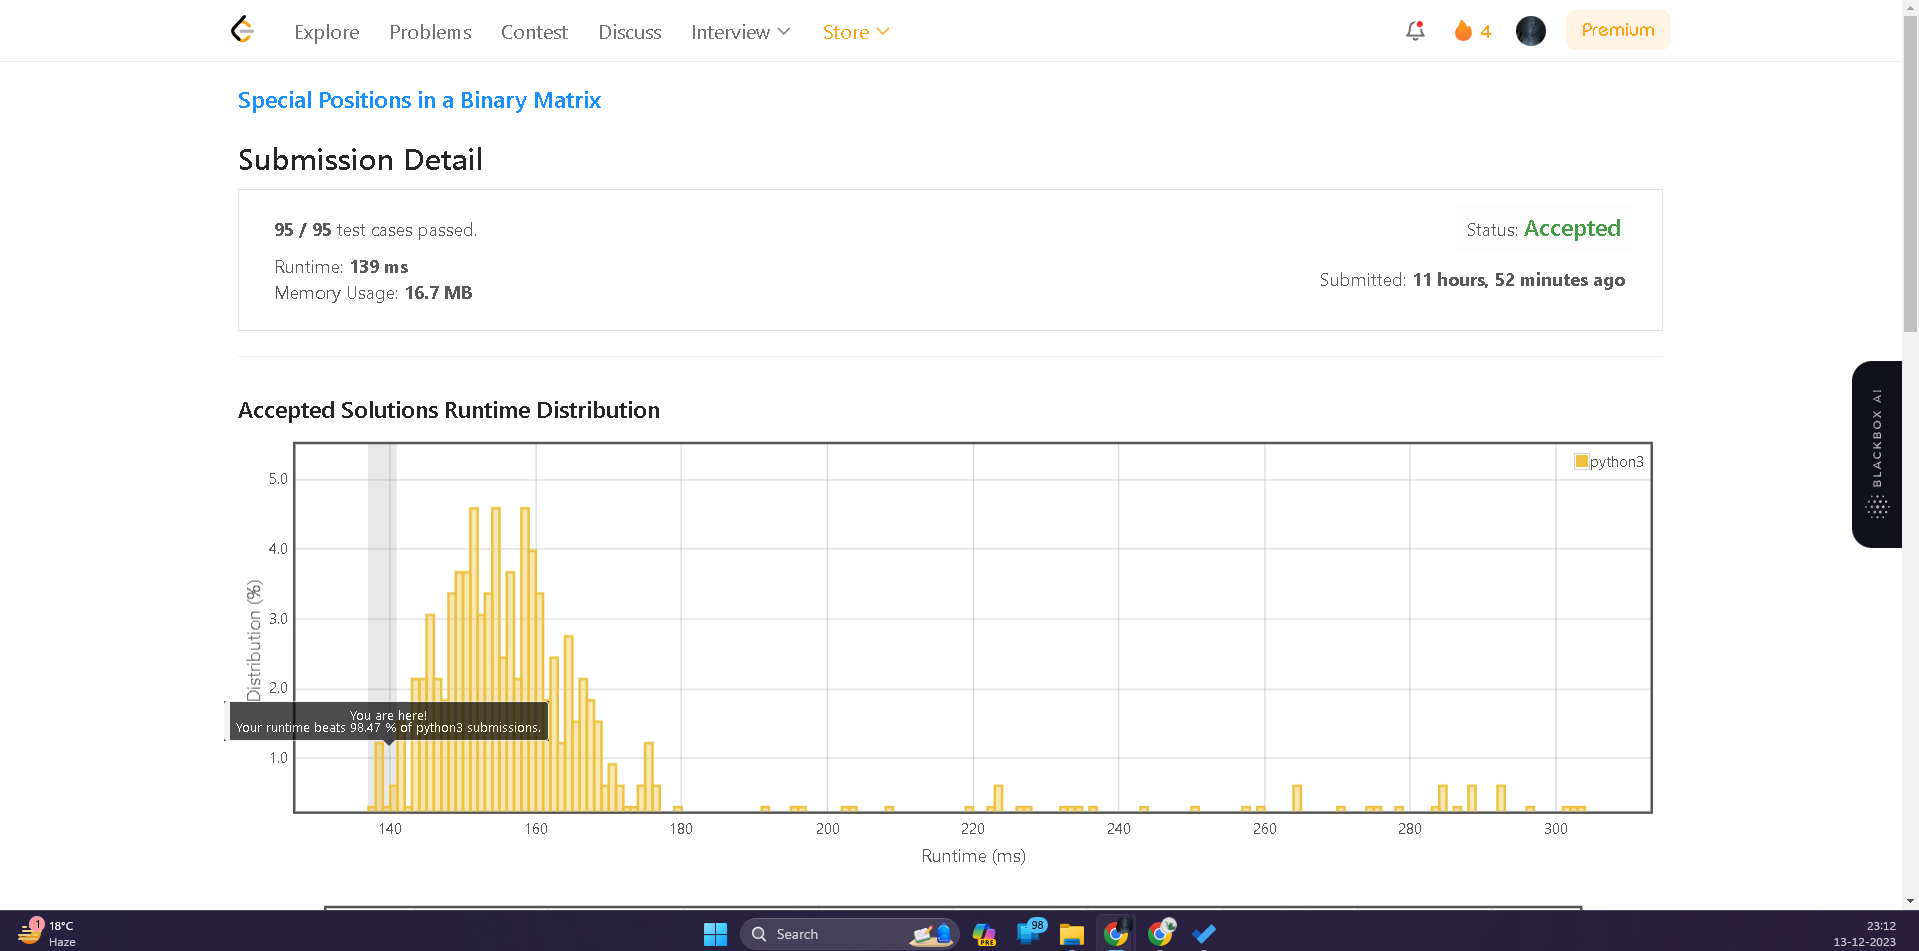 Explore Problems Contest Discuss Interview Store 4 Premium
Special Positions in a Binary Matrix
Submission Detail
95 / 95 test cases passed.
Status: Accepted
Runtime: 139 ms
Submitted: 11 hours, 52 minutes ago
Memory Usage: 16.7 MB
BLACKBOX AI
Accepted Solutions Runtime Distribution
python3
5.0
4.0
3.0
2.0
1.0
Distribution (%)
You are here!
Your runtime beats 98.47 % of python3 submissions.
140 160 180 200 220 240 260 280 300
Runtime (ms)
1
18°C
Haze
Search
PRE
98
23:12
13-12-2023